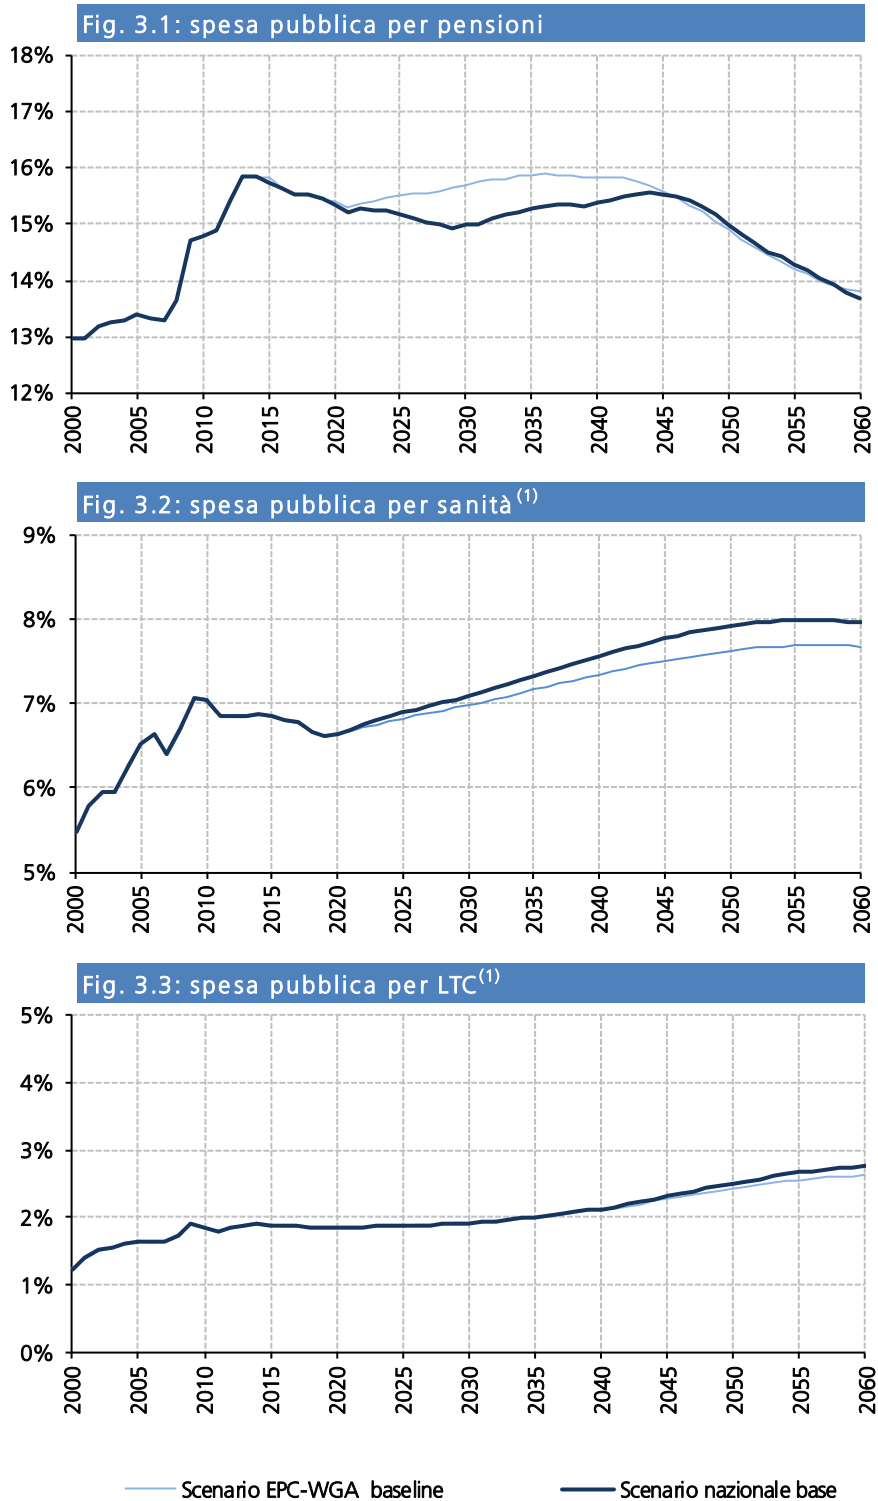 Fig. 3.1: spesa pubblica per pensioni
18%
17%
16%
15%
14%
13%
12%
2000 2005 2010 2015 2020 2025 2030 2035 2040 2045 2050 2055 2060
Fig. 3.2: spesa pubblica per sanità(1)
9%
8%
7%
6%
5%
2000 2005 2010 2015 2020 2025 2030 2035 2040 2045 2050 2055 2060
Fig. 3.3: spesa pubblica per LTC(1)
5%
4%
3%
2%
1%
0%
2000 2005 2010 2015 2020 2025 2030 2035 2040 2045 2050 2055 2060
Scenario EPC-WGA baseline Scenario nazionale base